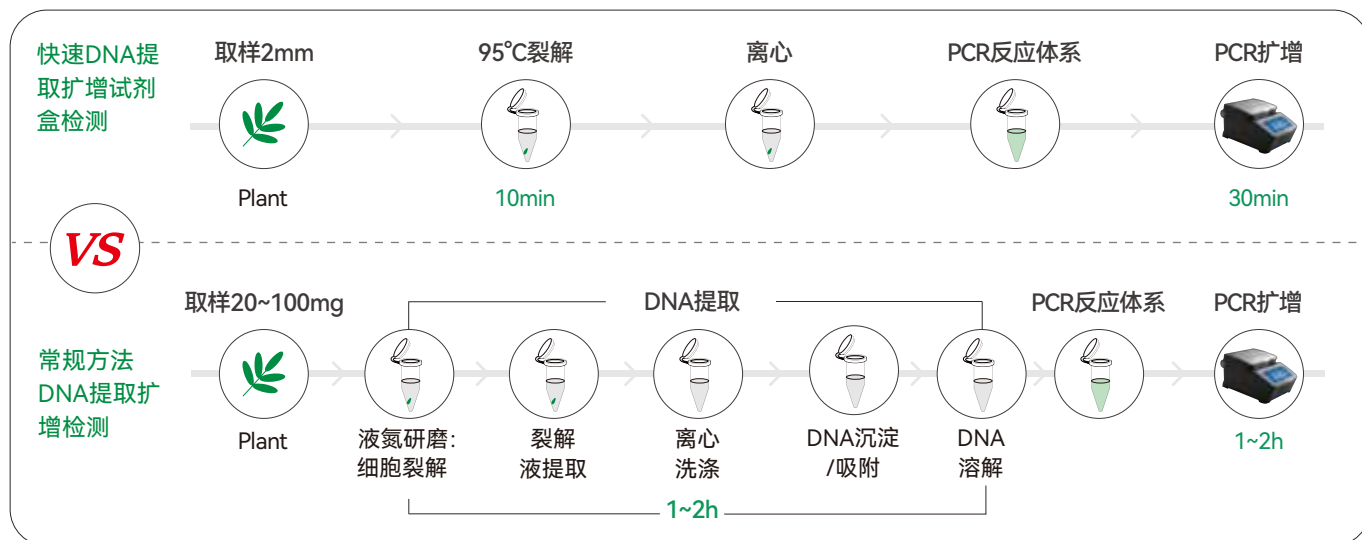 快速DNA提
取扩增试剂
盒检测
取样2mm
95℃裂解
离心
PCR反应体系
PCR扩增
Plant
10min
30min
VS
取样20~100mg
DNA提取
PCR反应体系
PCR扩增
常规方法
DNA提取扩
增检测
Plant
液氮研磨:
细胞裂解
裂解
液提取
离心
洗涤
DNA沉淀
/吸附
DNA
溶解
1~2h
1~2h